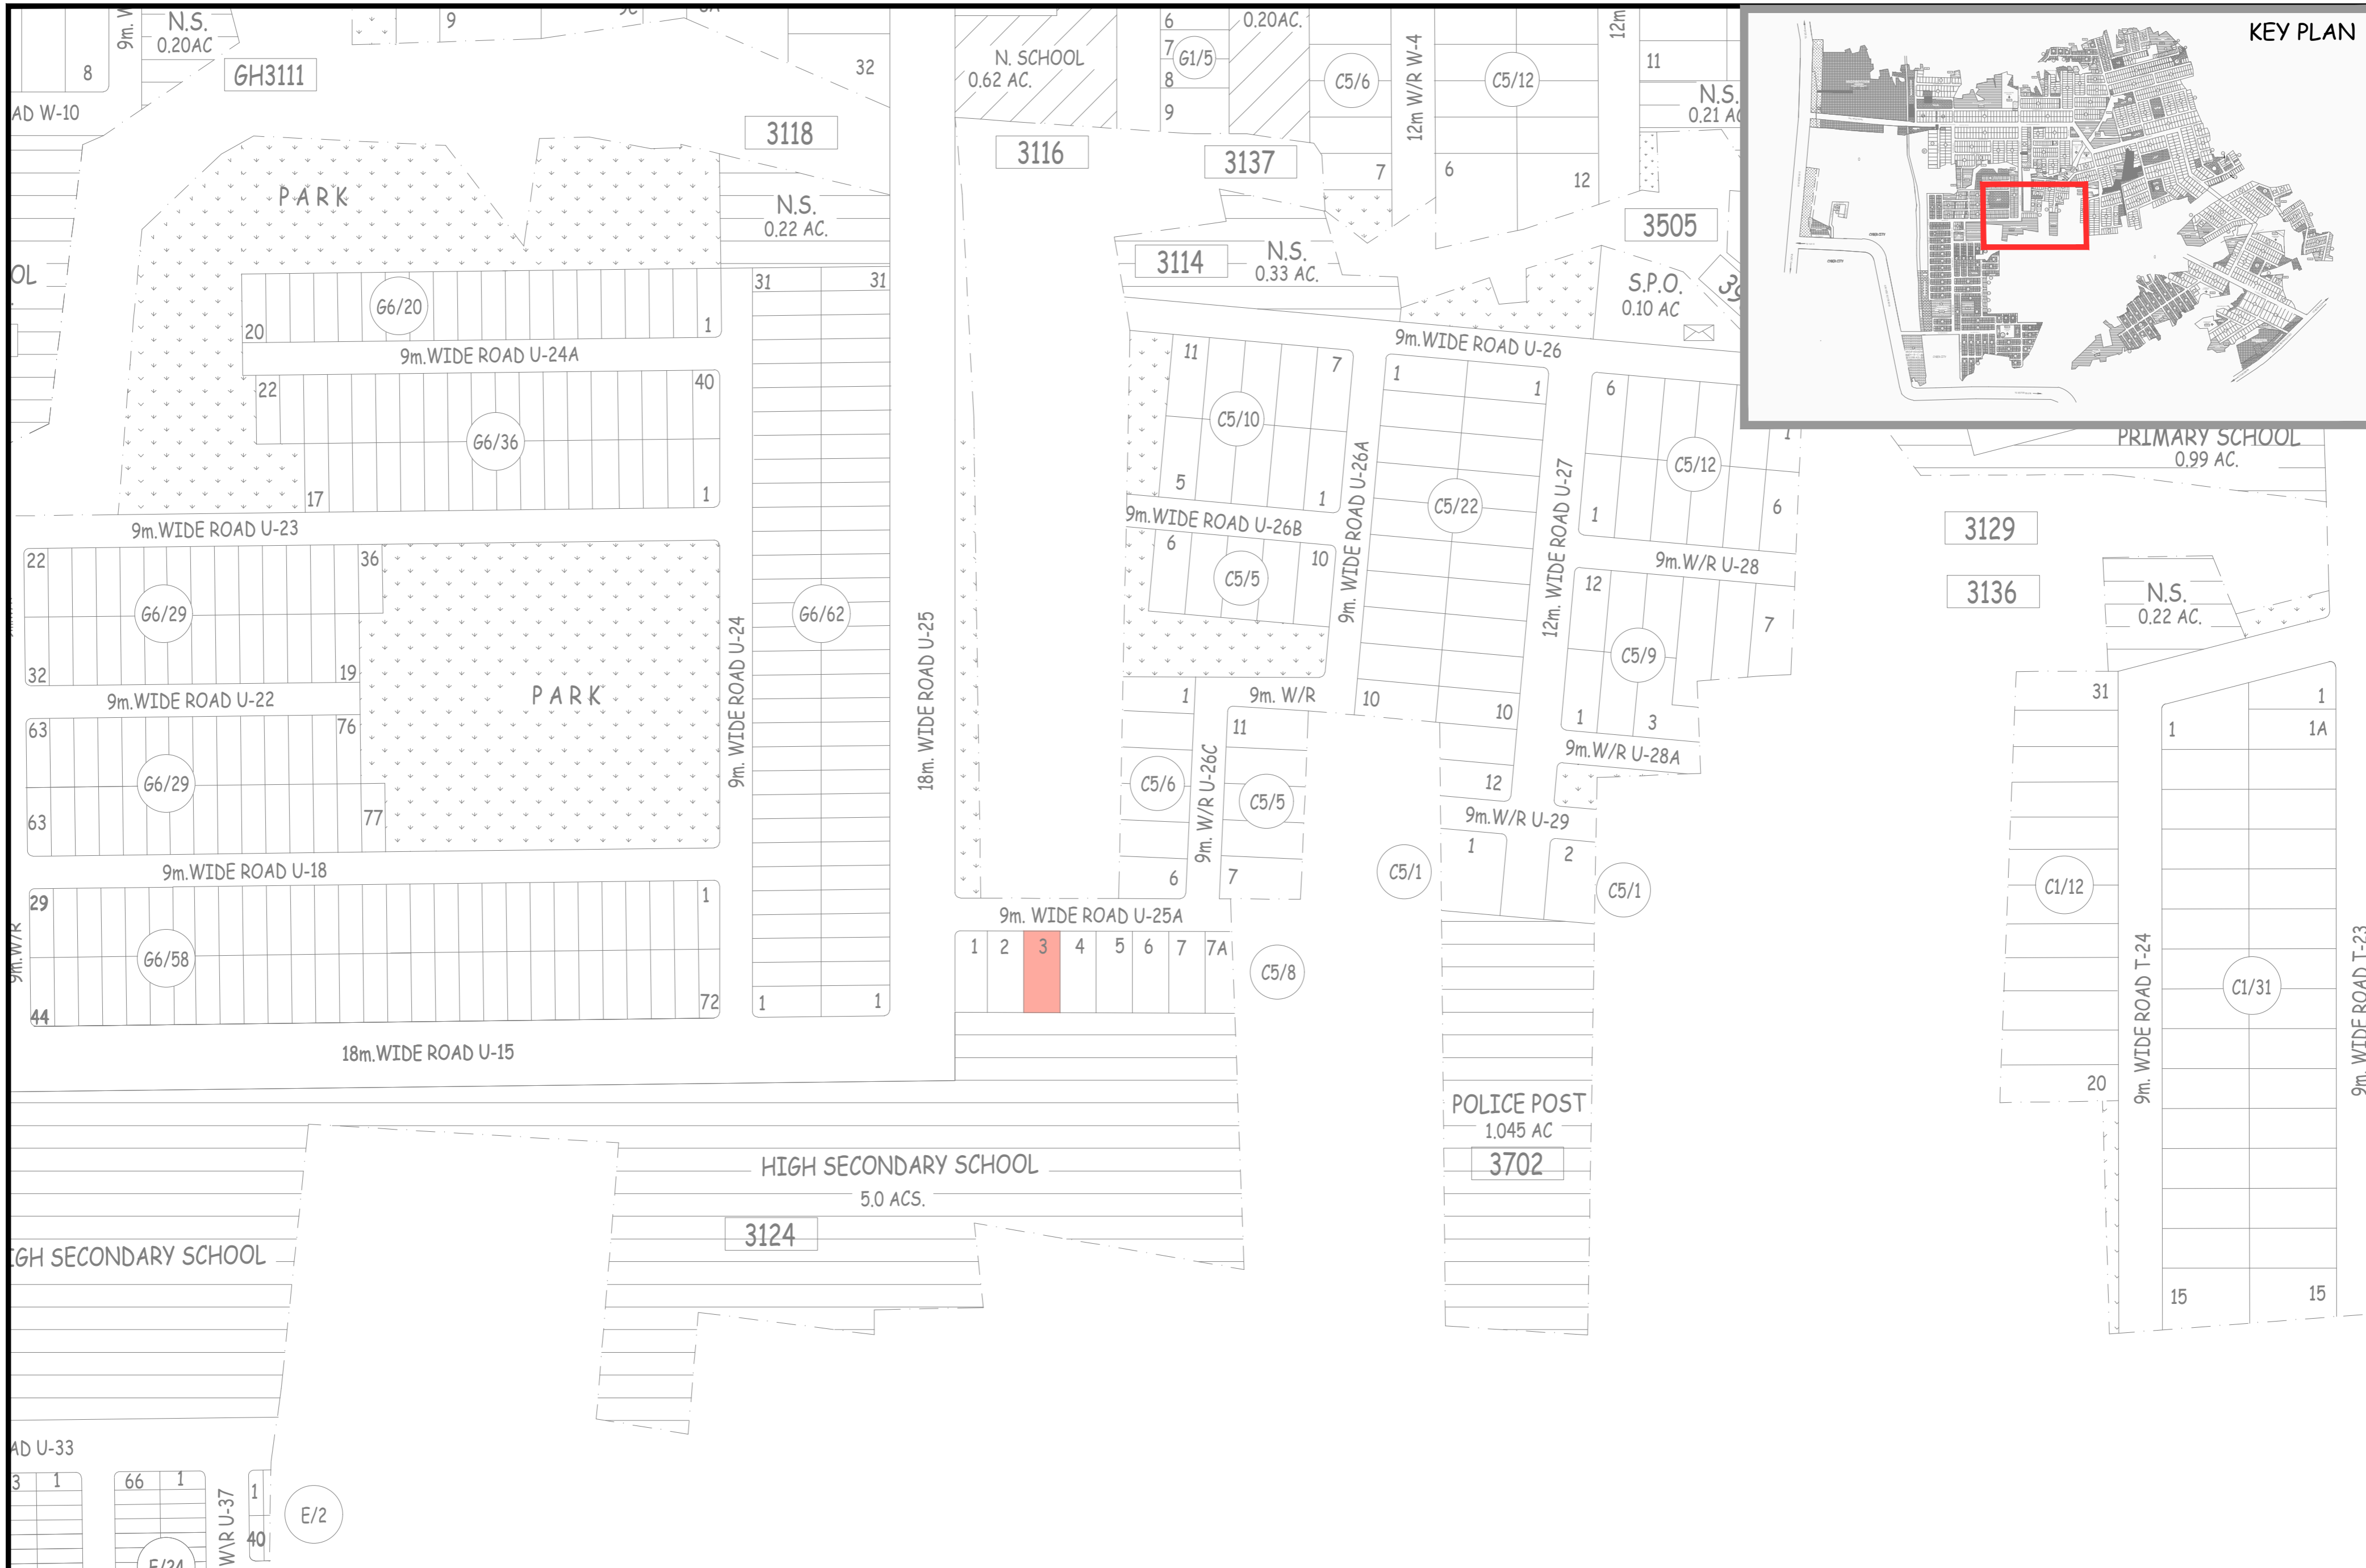 KEY PLAN
N.S.
0.20AC
8
GH3111
9
32
AD W-10
3118
N. SCHOOL
0.62 AC.
3116
6
7
8
9
G1/5
0.20AC.
3137
C5/6
7
12m W/R W-4
C5/12
6
12
12m
11
N.S.
3505
PARK
N.S.
0.22 AC.
3114
N.S.
0.33 AC.
S.P.O.
0.10 AC
OL
G6/20
20
1
9m.WIDE ROAD U-24A
31
31
22
40
G6/36
17
1
9m.WIDE ROAD U-23
9m.WIDE ROAD U-26
11
7
C5/10
5
1
9m. WIDE ROAD U-26A
1
1
C5/22
12m. WIDE ROAD U-27
6
C5/12
1
1
6
PRIMARY SCHOOL
0.99 AC.
9m.WIDE ROAD U-26B
6
10
C5/5
9m.W/R U-28
3129
22
36
G6/29
32
19
PARK
9m. WIDE ROAD U-24
G6/62
18m. WIDE ROAD U-25
12
7
C5/9
3136
N.S.
0.22 AC.
9m.WIDE ROAD U-22
1
9m. W/R
11
10
10
1
3
9m.W/R U-28A
31
1
1
1A
63
76
G6/29
63
77
C5/6
9m. W/R U-26C
C5/5
12
9m.W/R U-29
9m.WIDE ROAD U-18
6
7
C5/1
1
2
C5/1
C1/12
29
1
9m. WIDE ROAD U-25A
9m.W/R
G6/58
44
72
1
1
1
2
3
4
5
6
7
7A
C5/8
9m. WIDE ROAD T-24
C1/31
9m. WIDE ROAD T-23
18m.WIDE ROAD U-15
20
POLICE POST
1.045 AC
3702
HIGH SECONDARY SCHOOL
5.0 ACS.
3124
GH SECONDARY SCHOOL
15
15
AD U-33
3
1
66
1
W\R U-37
1
40
E/2
E/24